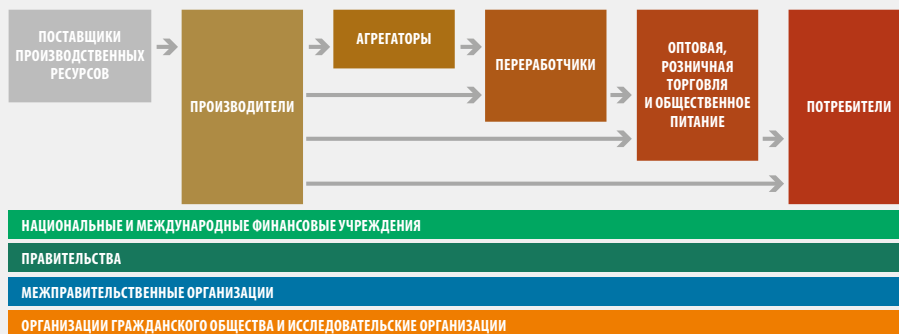 ПОСТАВЩИКИ
ПРОИЗВОДСТВЕННЫХ
РЕСУРСОВ
ПРОИЗВОДИТЕЛИ
АГРЕГАТОРЫ
ПЕРЕРАБОТЧИКИ
ОПТОВАЯ,
РОЗНИЧНАЯ
ТОРГОВЛЯ
И ОБЩЕСТВЕННОЕ
ПИТАНИЕ
ПОТРЕБИТЕЛИ
НАЦИОНАЛЬНЫЕ И МЕЖДУНАРОДНЫЕ ФИНАНСОВЫЕ УЧРЕЖДЕНИЯ
ПРАВИТЕЛЬСТВА
МЕЖПРАВИТЕЛЬСТВЕННЫЕ ОРГАНИЗАЦИИ
ОРГАНИЗАЦИИ ГРАЖДАНСКОГО ОБЩЕСТВА И ИССЛЕДОВАТЕЛЬСКИЕ ОРГАНИЗАЦИИ